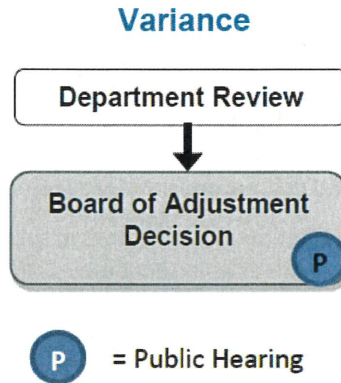 Variance
Department Review
Board of Adjustment
Decision
P
P = Public Hearing